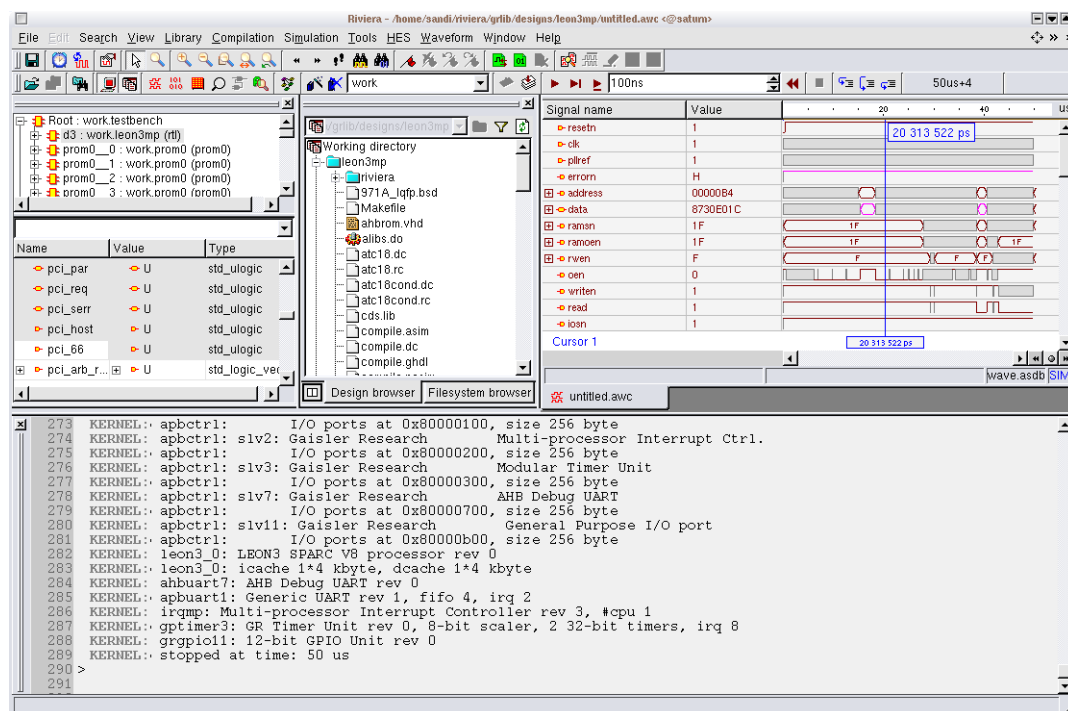 Riviera - /home/sandi/riviera/grlib/designs/leon3mp/untitled.awc <@saturn>
File Edit Search View Library Compilation Simulation Tools HES Waveform Window Help
work
100ns
50us+4
Root : work.testbench
d3 : work.leon3mp (rtl)
prom0__0 : work.prom0 (prom0)
prom0__1 : work.prom0 (prom0)
prom0__2 : work.prom0 (prom0)
prom0 3 : work.prom0 (prom0)
Name Value Type
pci_par U std_ulogic
pci_req U std_ulogic
pci_serr U std_ulogic
pci_host U std_ulogic
pci_66 U std_ulogic
pci_arb_r... U std_logic_vec
/grlib/designs/leon3mp
Working directory
leon3mp
riviera
971A_lqfp.bsd
Makefile
ahbrom.vhd
alibs.do
atc18.dc
atc18.rc
atc18cond.dc
atc18cond.rc
cds.lib
compile.asim
compile.dc
compile.ghdl
Design browser Filesystem browser
Signal name Value 20 40 us
resetn 1
clk 1
pllref 1
errorn H
address 00000B4
data 8730E01C
ramsn 1F 1F
ramoen 1F 1F 1F
rwen F F F F
oen 0
writen 1
read 1
iosn 1
20 313 522 ps
Cursor 1 20 313 522 ps
wave.asdb SIM
untitled.awc
273 KERNEL: apbctrl: I/O ports at 0x80000100, size 256 byte
274 KERNEL: apbctrl: slv2: Gaisler Research Multi-processor Interrupt Ctrl.
275 KERNEL: apbctrl: I/O ports at 0x80000200, size 256 byte
276 KERNEL: apbctrl: slv3: Gaisler Research Modular Timer Unit
277 KERNEL: apbctrl: I/O ports at 0x80000300, size 256 byte
278 KERNEL: apbctrl: slv7: Gaisler Research AHB Debug UART
279 KERNEL: apbctrl: I/O ports at 0x80000700, size 256 byte
280 KERNEL: apbctrl: slv11: Gaisler Research General Purpose I/O port
281 KERNEL: apbctrl: I/O ports at 0x80000b00, size 256 byte
282 KERNEL: leon3_0: LEON3 SPARC V8 processor rev 0
283 KERNEL: leon3_0: icache 1*4 kbyte, dcache 1*4 kbyte
284 KERNEL: ahbuart7: AHB Debug UART rev 0
285 KERNEL: apbuart1: Generic UART rev 1, fifo 4, irq 2
286 KERNEL: irqmp: Multi-processor Interrupt Controller rev 3, #cpu 1
287 KERNEL: gptimer3: GR Timer Unit rev 0, 8-bit scaler, 2 32-bit timers, irq 8
288 KERNEL: grgpio11: 12-bit GPIO Unit rev 0
289 KERNEL: stopped at time: 50 us
290 >
291